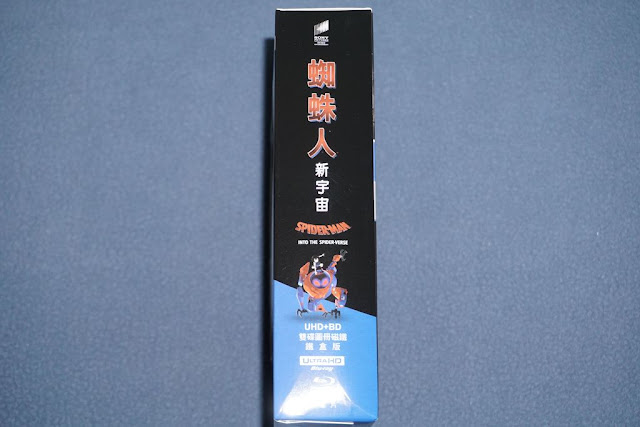 SONY
蜘蛛人
新宇宙
SPIDER-MAN
INTO THE SPIDER-VERSE
UHD+BD
雙碟圖冊磁鐵
鐵盒版
ULTRA HD
Blu-ray